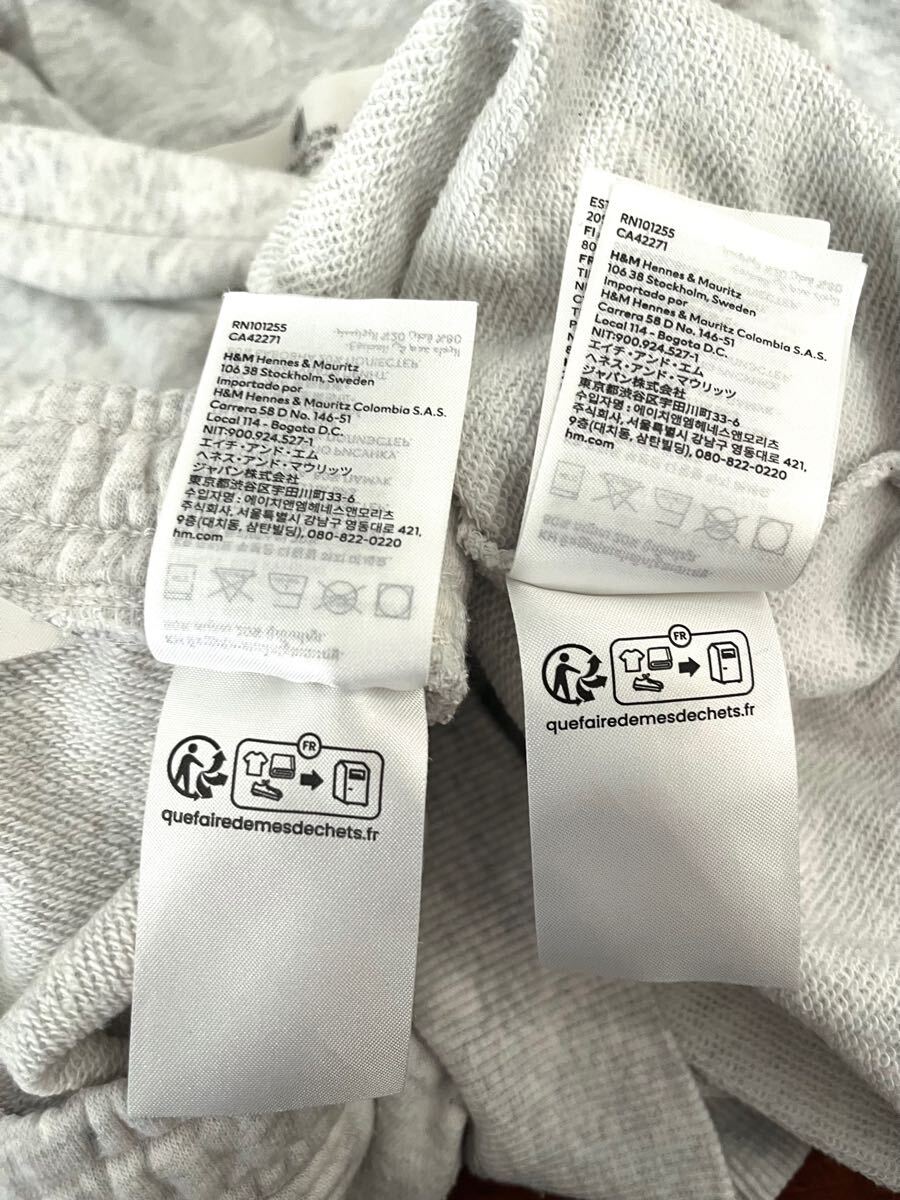 RN101255
CA42271
H&M Hennes & Mauritz
106 38 Stockholm, Sweden
Importado por
H&M Hennes & Mauritz Colombia S.A.S.
Carrera 58 D No. 146-51
Local 114 - Bogota D.C.
NIT:900.924.527-1
エイチ・アンド・エム
ヘネス・アンド・マウリッツ
ジャパン株式会社
東京都渋谷区宇田川町33-6
수입자명 : 에이치앤엠헤네스앤모리츠
주식회사, 서울특별시 강남구 영동대로 421,
9층(대치동, 삼탄빌딩), 080-822-0220
hm.com
FR
quefairedemesdechets.fr
RN101255
CA42271
H&M Hennes & Mauritz
106 38 Stockholm, Sweden
Importado por
H&M Hennes & Mauritz Colombia S.A.S.
Carrera 58 D No. 146-51
Local 114 - Bogota D.C.
NIT:900.924.527-1
エイチ・アンド・エム
ヘネス・アンド・マウリッツ
ジャパン株式会社
東京都渋谷区宇田川町33-6
수입자명 : 에이치앤엠헤네스앤모리츠
주식회사, 서울특별시 강남구 영동대로 421,
9층(대치동, 삼탄빌딩), 080-822-0220
hm.com
FR
quefairedemesdechets.fr